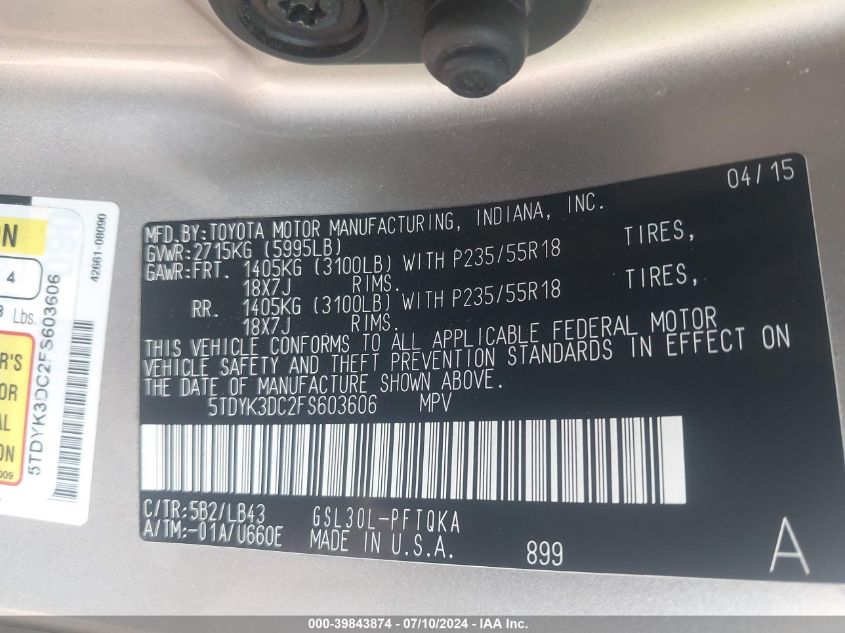 04/15
MFD.BY:TOYOTA MOTOR MANUFACTURING, INDIANA, INC.
GVWR:2715KG (5995LB)
GAWR:FRT. 1405KG (3100LB) WITH P235/55R18 TIRES,
18X7J RIMS.
RR. 1405KG (3100LB) WITH P235/55R18 TIRES,
18X7J RIMS.
THIS VEHICLE CONFORMS TO ALL APPLICABLE FEDERAL MOTOR
VEHICLE SAFETY AND THEFT PREVENTION STANDARDS IN EFFECT ON
THE DATE OF MANUFACTURE SHOWN ABOVE.
5TDYK3DC2FS603606 MPV
C/TR:5B2/LB43 GSL30L-PFTQKA
A/TM:-01A/U660E MADE IN U.S.A. 899 A
42661-08090
5TDYK3DC2FS603606
4
Lbs.
000-39843874 / 07/10/2024 - IAA Inc.